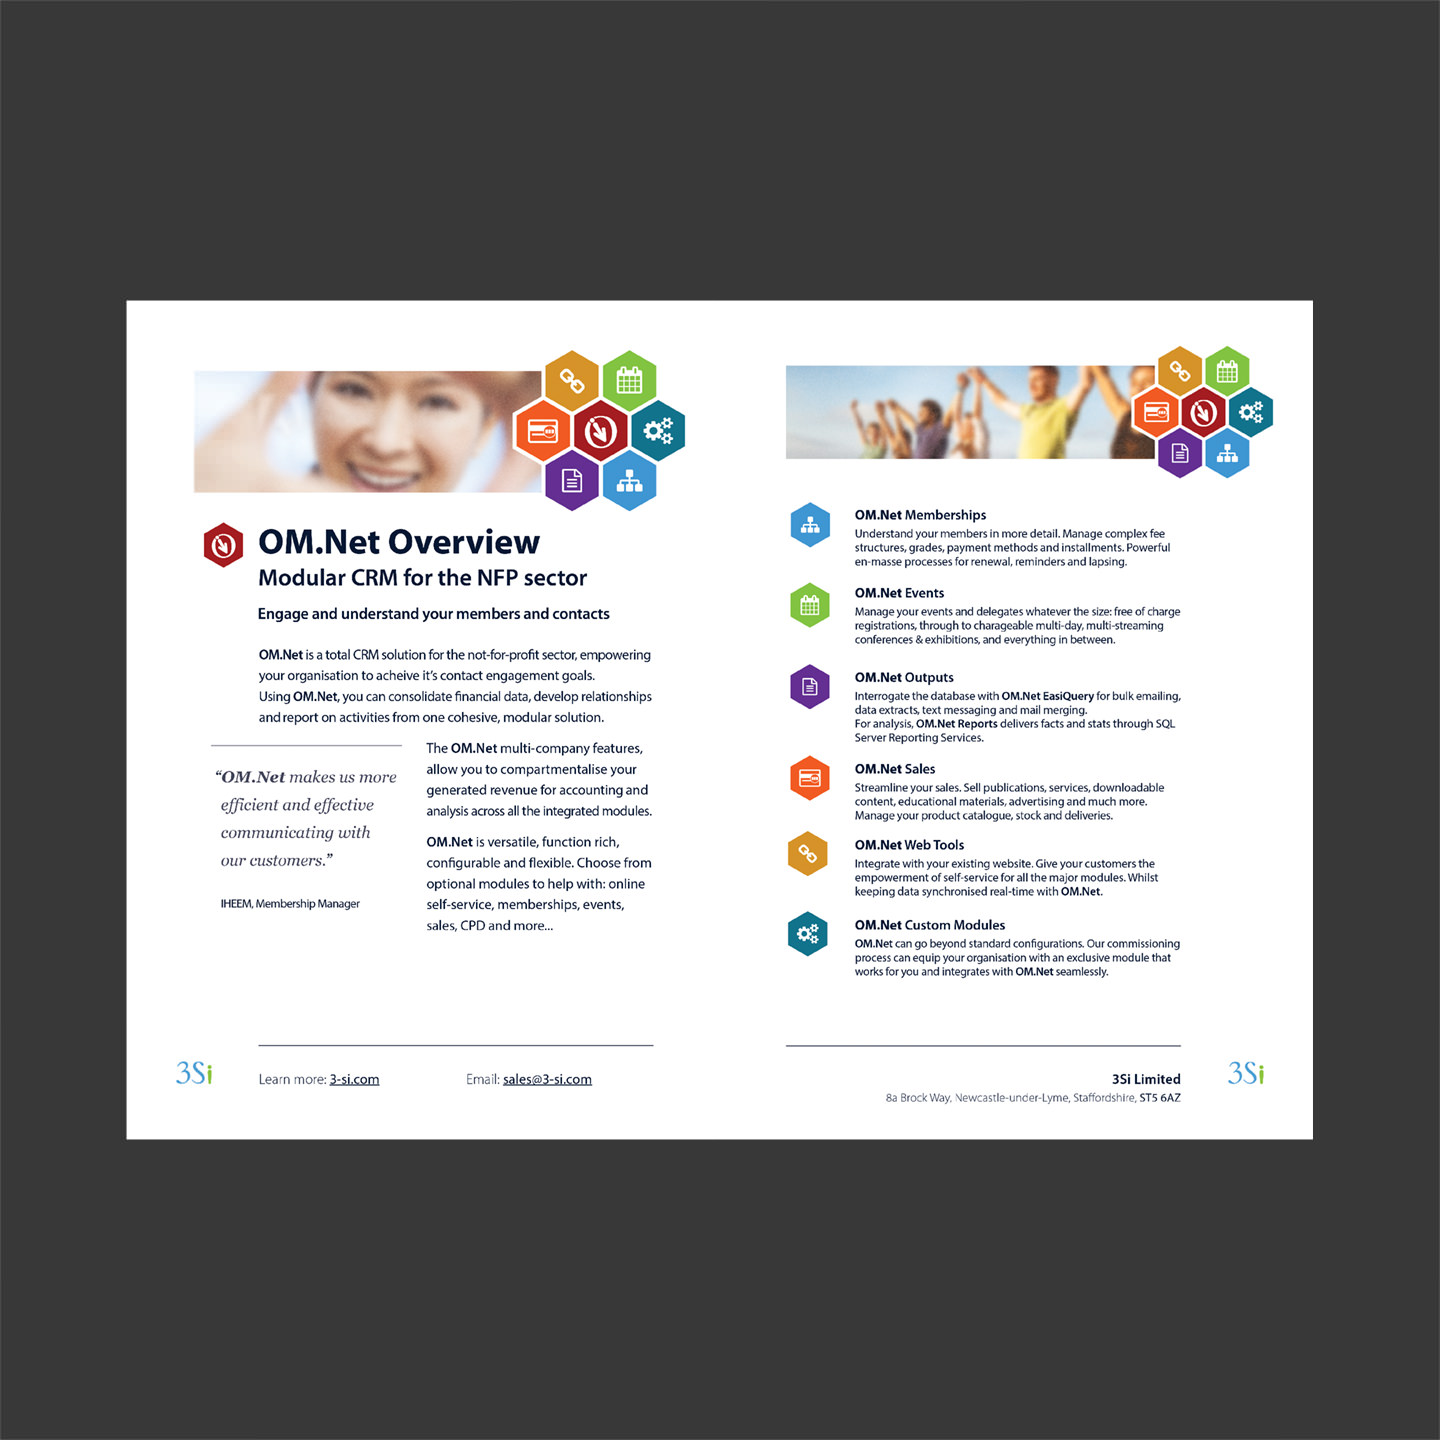 OM.Net Overview
Modular CRM for the NFP sector
Engage and understand your members and contacts
OM.Net is a total CRM solution for the not-for-profit sector, empowering
your organisation to acheive it's contact engagement goals.
Using OM.Net, you can consolidate financial data, develop relationships
and report on activities from one cohesive, modular solution.
"OM.Net makes us more
efficient and effective
communicating with
our customers."
IHEEM, Membership Manager
The OM.Net multi-company features,
allow you to compartmentalise your
generated revenue for accounting and
analysis across all the integrated modules.
OM.Net is versatile, function rich,
configurable and flexible. Choose from
optional modules to help with: online
self-service, memberships, events,
sales, CPD and more...
3Si
Learn more: 3-si.com
Email: sales@3-si.com
OM.Net Memberships
Understand your members in more detail. Manage complex fee
structures, grades, payment methods and installments. Powerful
en-masse processes for renewal, reminders and lapsing.
OM.Net Events
Manage your events and delegates whatever the size: free of charge
registrations, through to charageable multi-day, multi-streaming
conferences & exhibitions, and everything in between.
OM.Net Outputs
Interrogate the database with OM.Net EasiQuery for bulk emailing,
data extracts, text messaging and mail merging.
For analysis, OM.Net Reports delivers facts and stats through SQL
Server Reporting Services.
OM.Net Sales
Streamline your sales. Sell publications, services, downloadable
content, educational materials, advertising and much more.
Manage your product catalogue, stock and deliveries.
OM.Net Web Tools
Integrate with your existing website. Give your customers the
empowerment of self-service for all the major modules. Whilst
keeping data synchronised real-time with OM.Net.
OM.Net Custom Modules
OM.Net can go beyond standard configurations. Our commissioning
process can equip your organisation with an exclusive module that
works for you and integrates with OM.Net seamlessly.
3Si Limited
8a Brock Way, Newcastle-under-Lyme, Staffordshire, ST5 6AZ
3Si